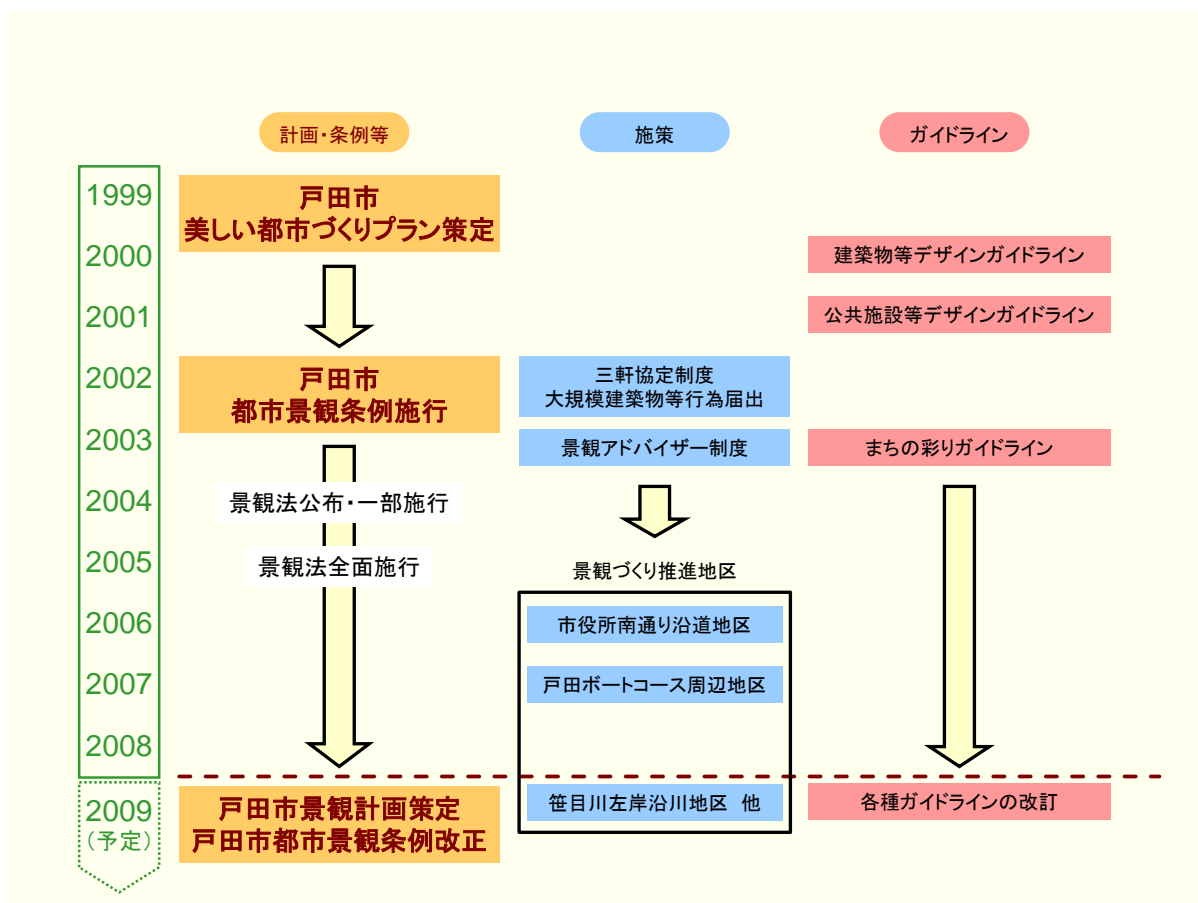 計画・条例等
施策
ガイドライン
1999
戸田市
美しい都市づくりプラン策定
2000
建築物等デザインガイドライン
2001
公共施設等デザインガイドライン
2002
戸田市
都市景観条例施行
三軒協定制度
大規模建築物等行為届出
2003
景観アドバイザー制度
まちの彩りガイドライン
2004
景観法公布・一部施行
2005
景観法全面施行
景観づくり推進地区
2006
市役所南通り沿道地区
2007
戸田ボートコース周辺地区
2008
2009
(予定)
戸田市景観計画策定
戸田市都市景観条例改正
笹目川左岸沿川地区 他
各種ガイドラインの改訂